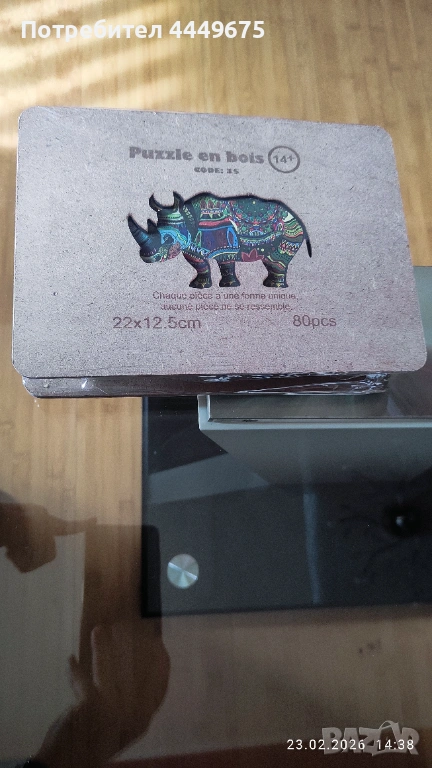 Потребител 4449675
Puzzle en bois 14+
CODE: XS
Chaque pièce a une forme unique,
aucune pièce ne se ressemble.
22x12.5cm 80pcs
BAZAR
23.02.2026 14:38